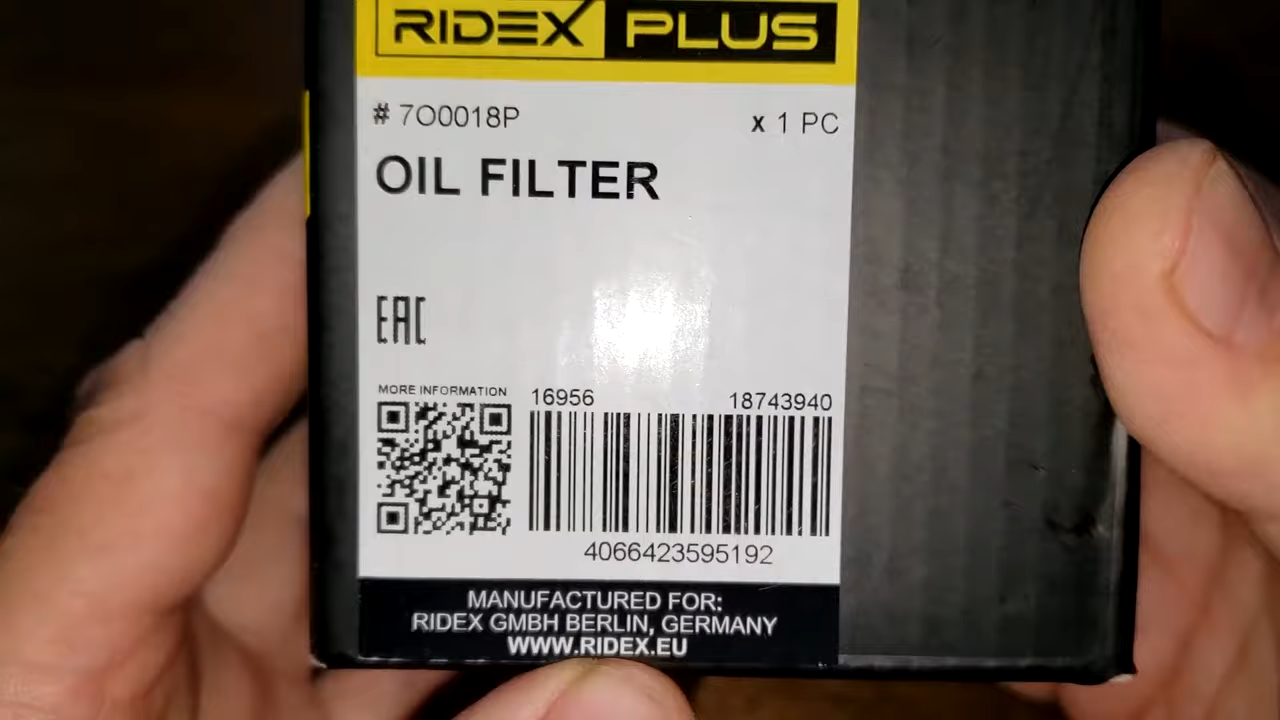 RIDEX PLUS
# 7O0018P x 1 PC
OIL FILTER
EAC
MORE INFORMATION
16956 18743940
4066423595192
MANUFACTURED FOR:
RIDEX GMBH BERLIN, GERMANY
WWW.RIDEX.EU